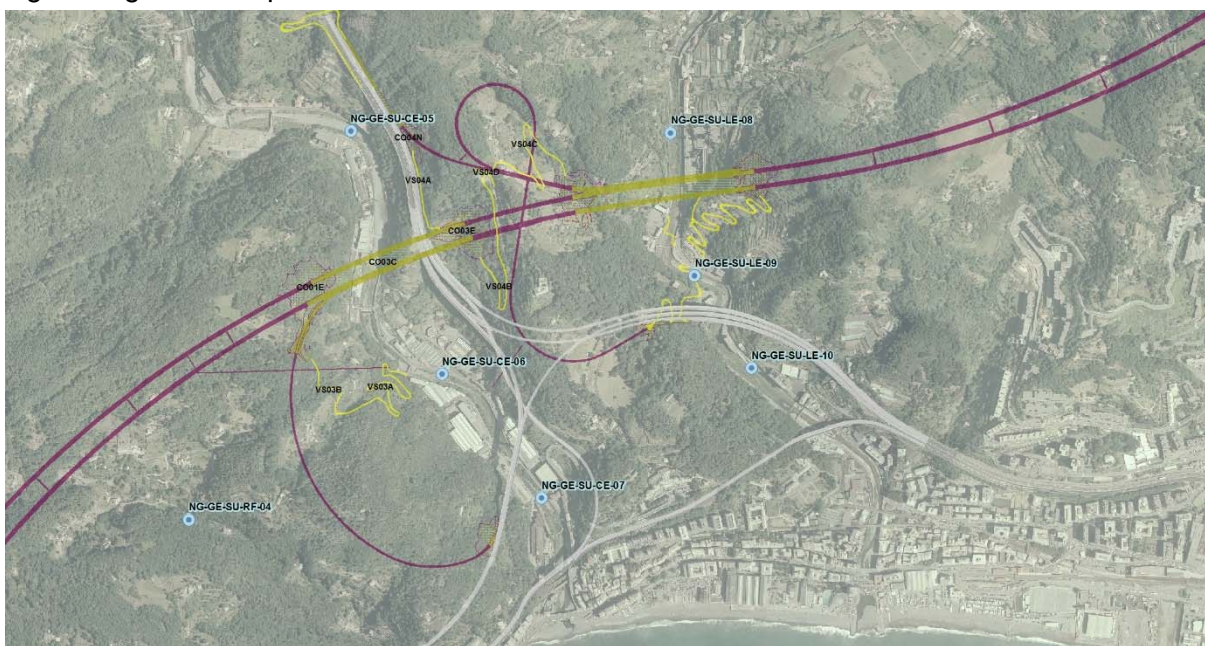 NG-GE-SU-CE-05
NG-GE-SU-LE-08
CO04N
VS04C
VS04A
VS04D
CO03E
CO03C
NG-GE-SU-LE-09
CO01E
VS04B
NG-GE-SU-CE-06
NG-GE-SU-LE-10
VS03B
VS03A
NG-GE-SU-CE-07
NG-GE-SU-RF-04